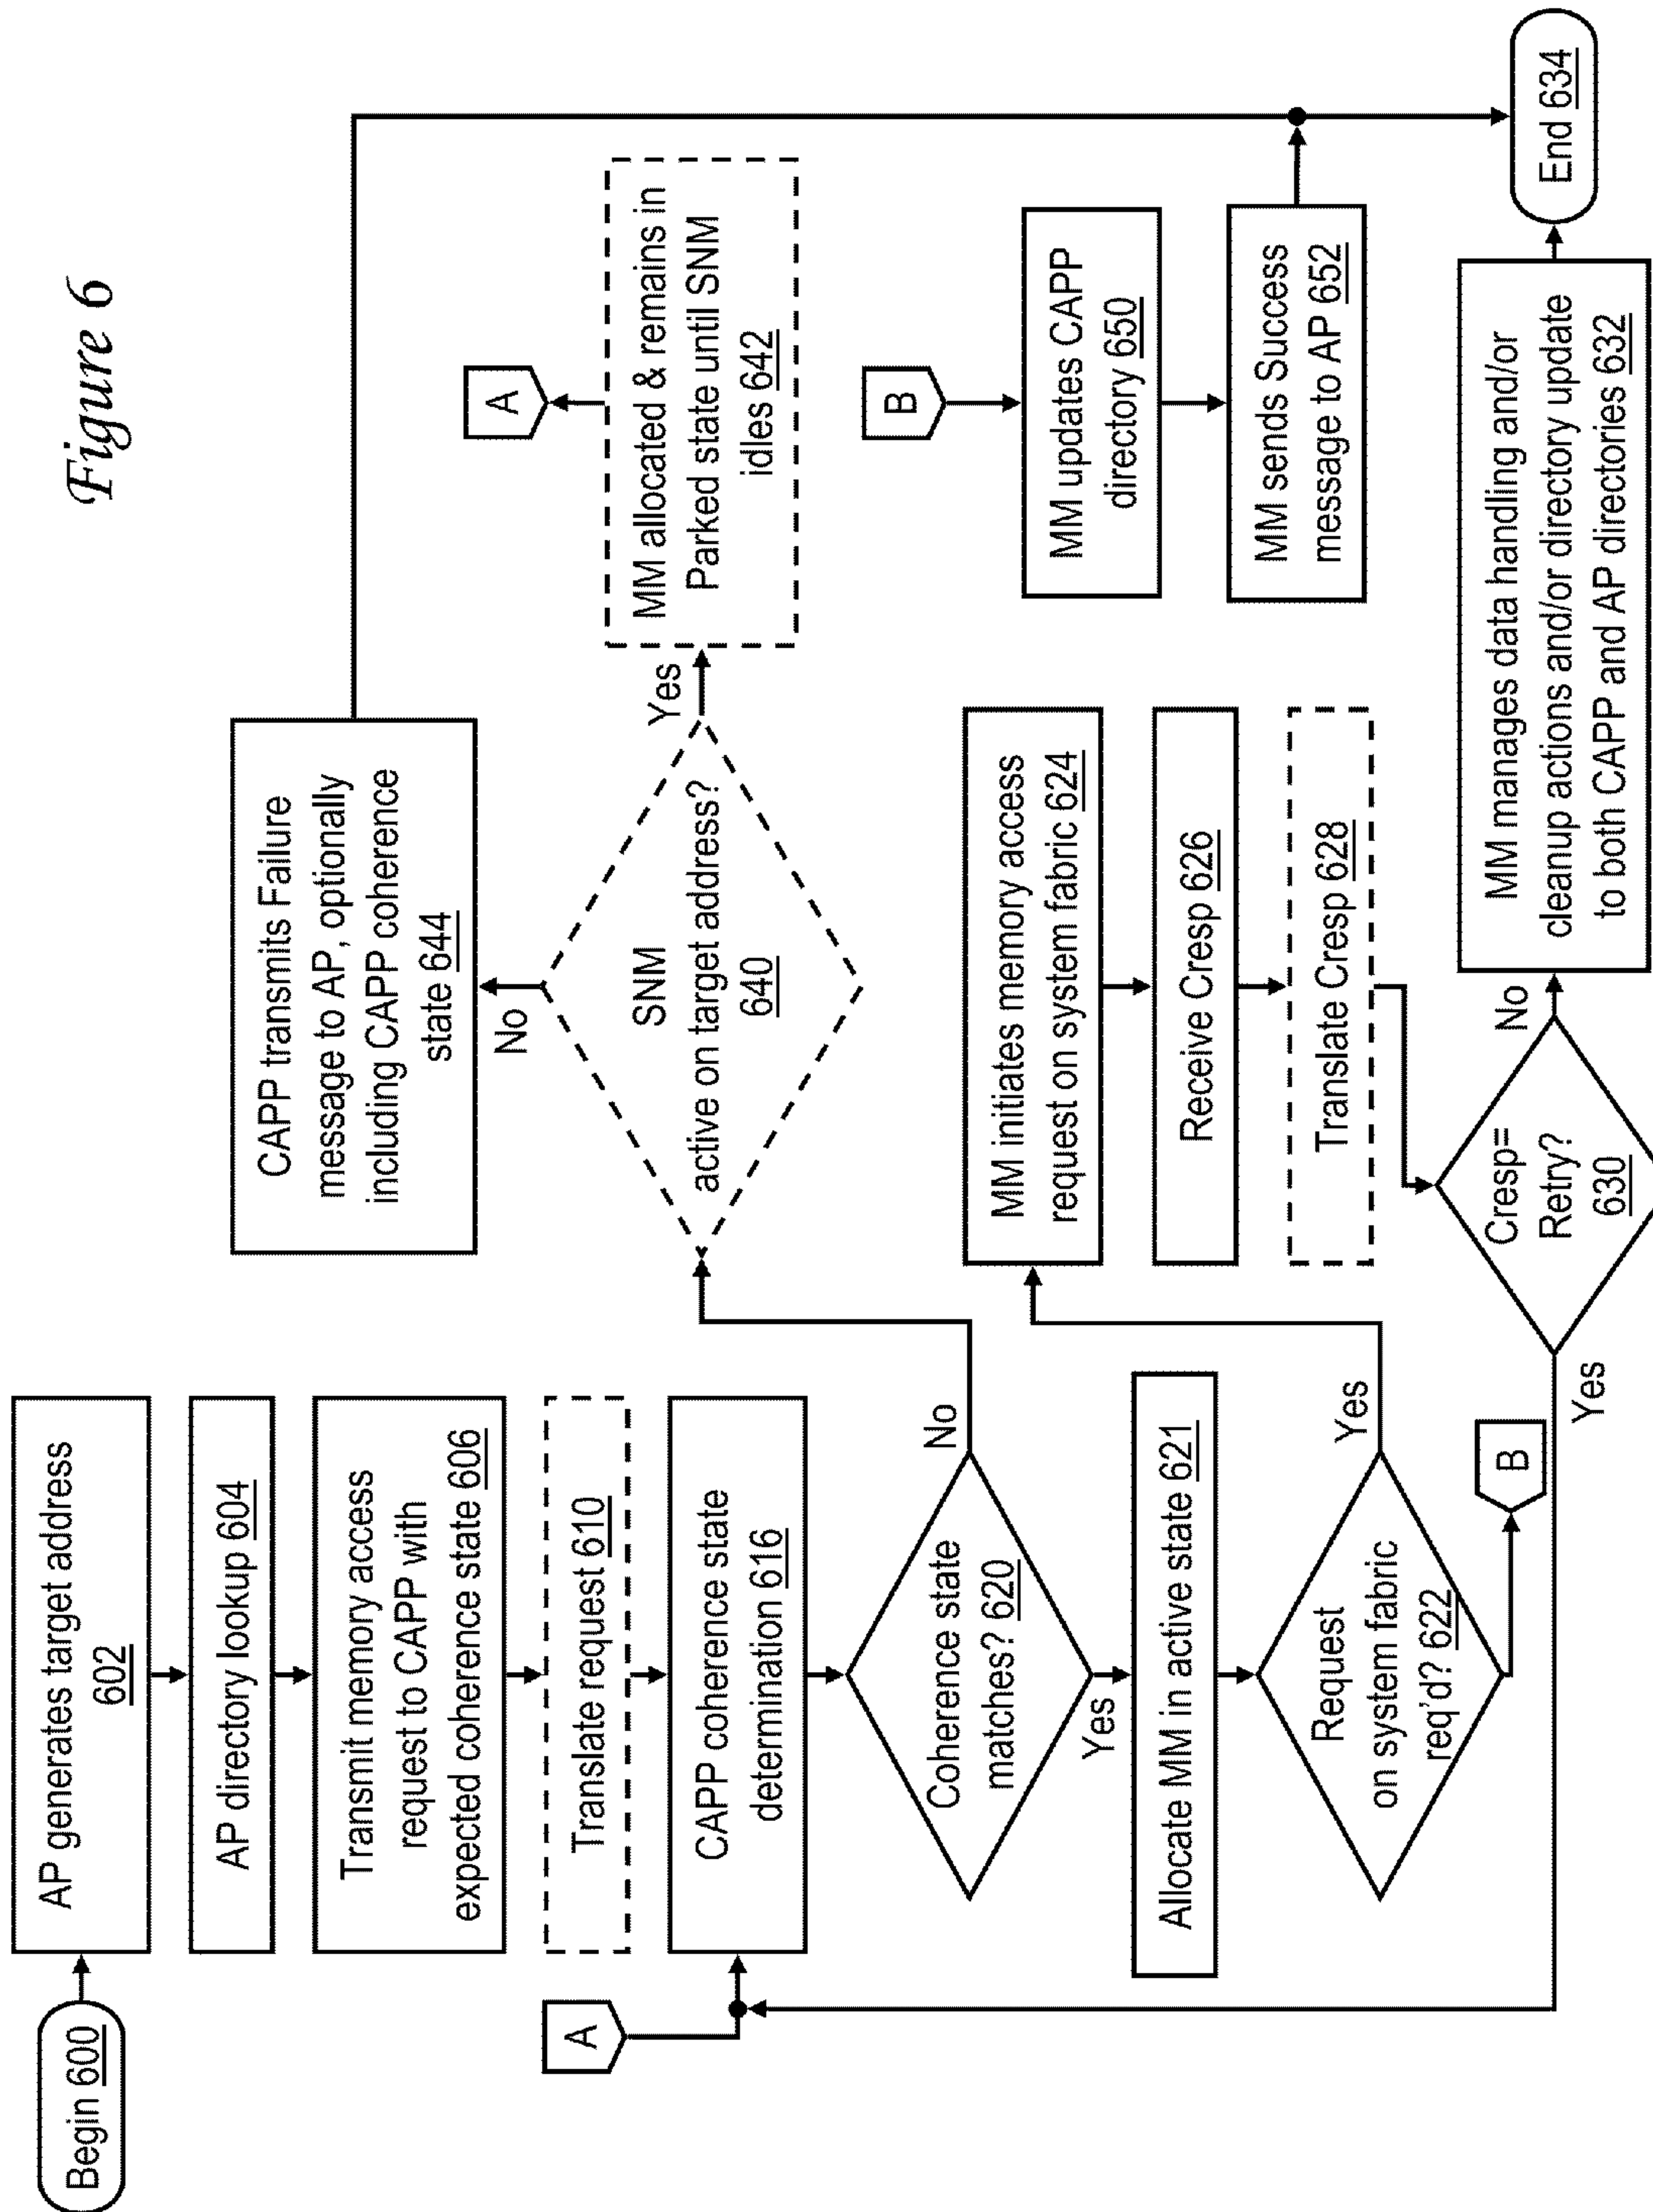 Figure 6
Begin 600
AP generates target address
602
AP directory lookup 604
Transmit memory access
request to CAPP with
expected coherence state 606
Translate request 610
A
CAPP coherence state
determination 616
Coherence state
matches? 620
No
Yes
Allocate MM in active state 621
Request
on system fabric
req'd? 622
Yes
B
CAPP transmits Failure
message to AP, optionally
including CAPP coherence
state 644
No
SNM
active on target address?
640
Yes
MM allocated & remains in
Parked state until SNM
idles 642
A
MM initiates memory access
request on system fabric 624
Receive Cresp 626
Translate Cresp 628
Cresp=
Retry?
630
Yes
No
B
MM updates CAPP
directory 650
MM sends Success
message to AP 652
MM manages data handling and/or
cleanup actions and/or directory update
to both CAPP and AP directories 632
End 634